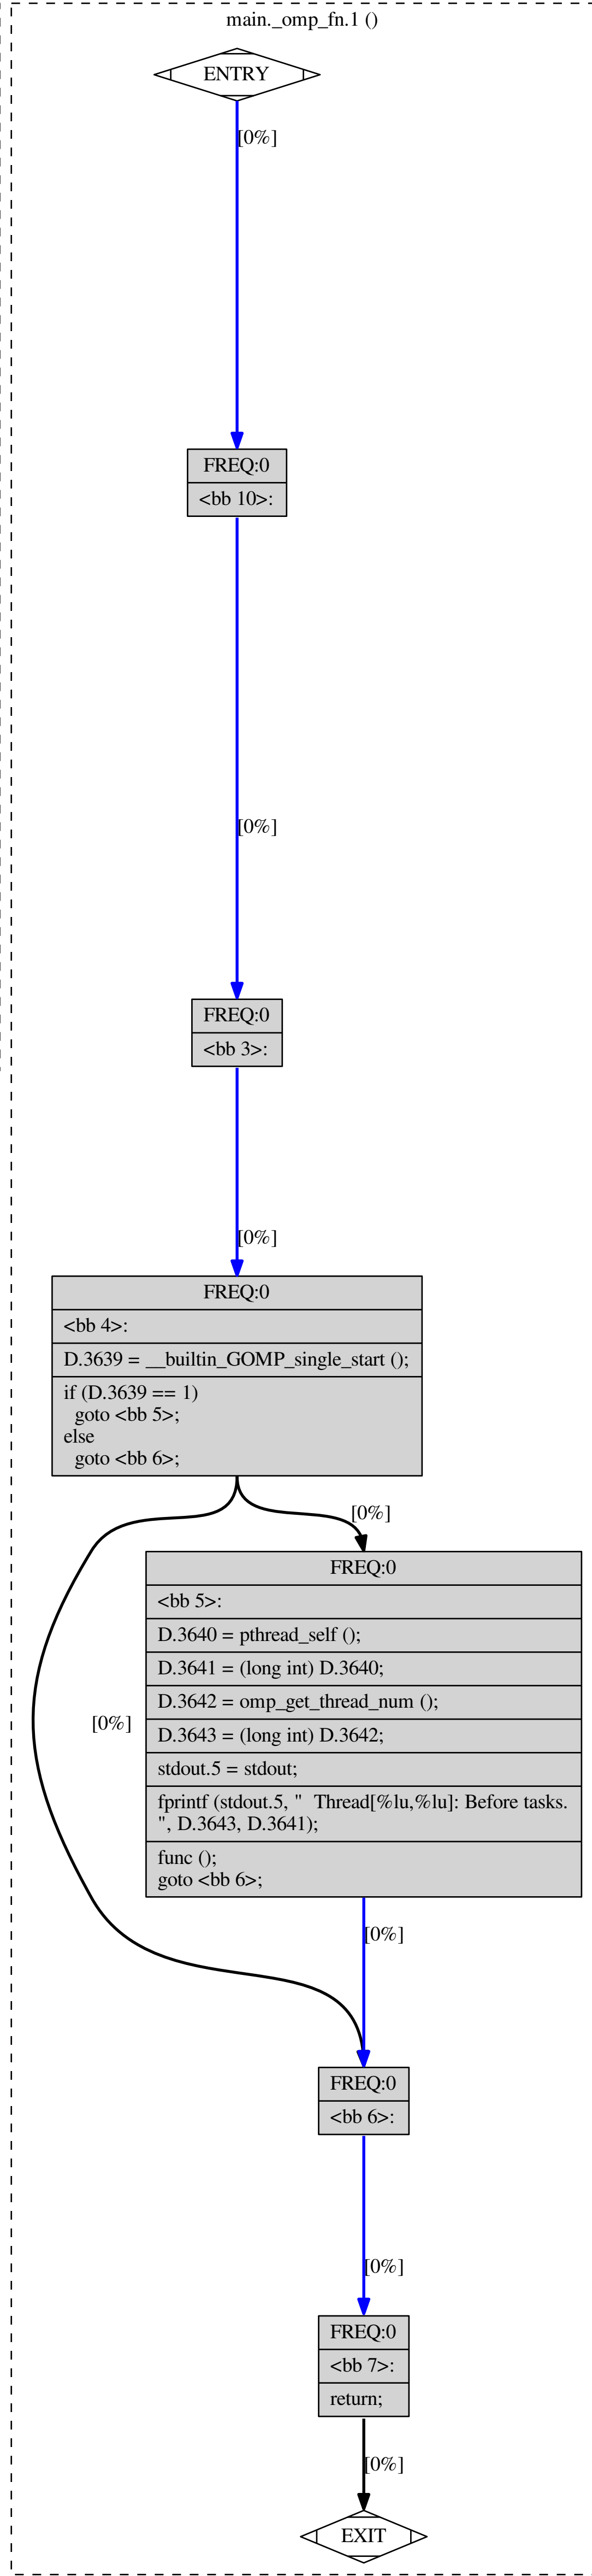 main._omp_fn.1 ()
ENTRY
[0%]
FREQ:0
<bb 10>:
[0%]
FREQ:0
<bb 3>:
[0%]
FREQ:0
<bb 4>:
D.3639 = __builtin_GOMP_single_start ();
if (D.3639 == 1)
goto <bb 5>;
else
goto <bb 6>;
[0%]
FREQ:0
<bb 5>:
D.3640 = pthread_self ();
D.3641 = (long int) D.3640;
D.3642 = omp_get_thread_num ();
[0%]
D.3643 = (long int) D.3642;
stdout.5 = stdout;
fprintf (stdout.5, "  Thread[%lu,%lu]: Before tasks.
", D.3643, D.3641);
func ();
goto <bb 6>;
[0%]
FREQ:0
<bb 6>:
[0%]
FREQ:0
<bb 7>:
return;
[0%]
EXIT